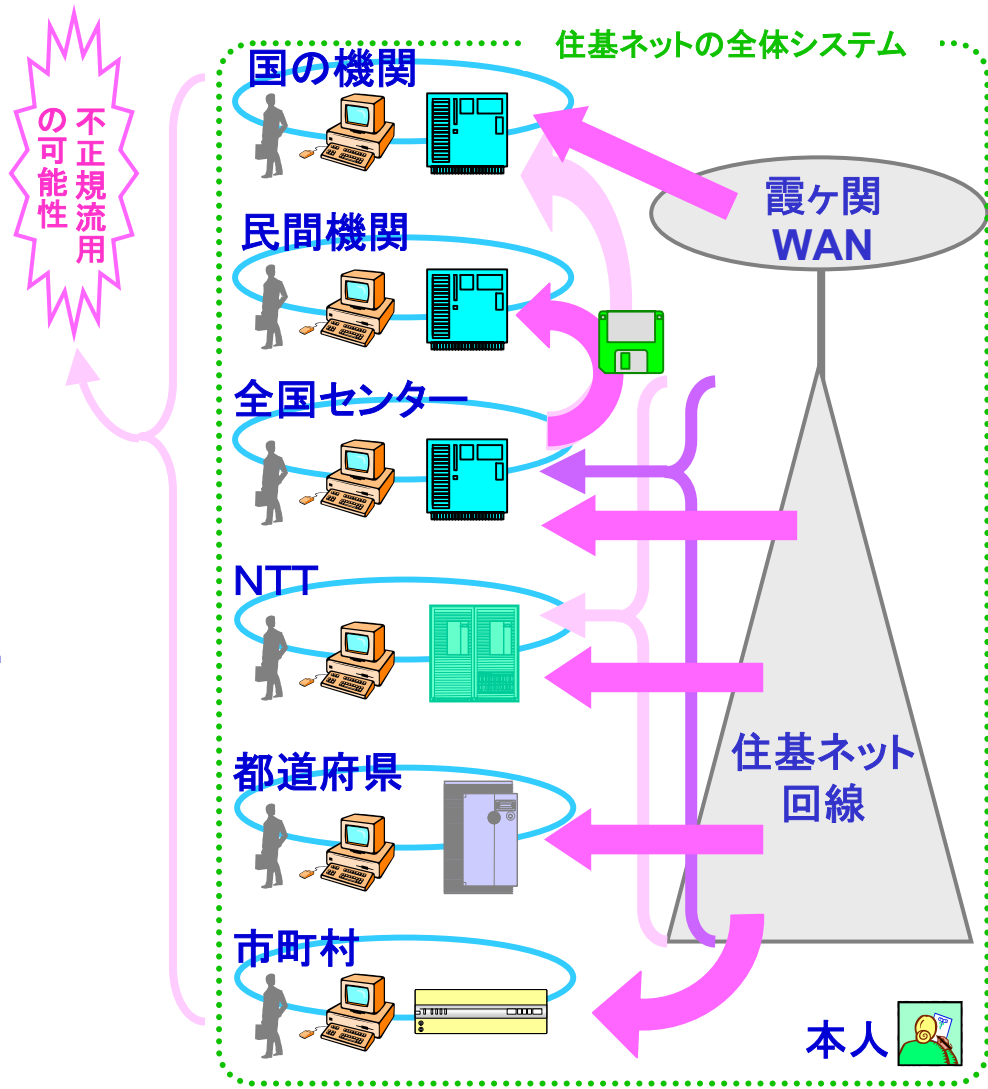 住基ネットの全体システム
不正規流用
の可能性
国の機関
霞ヶ関
WAN
民間機関
全国センター
NTT
都道府県
住基ネット
回線
市町村
本人